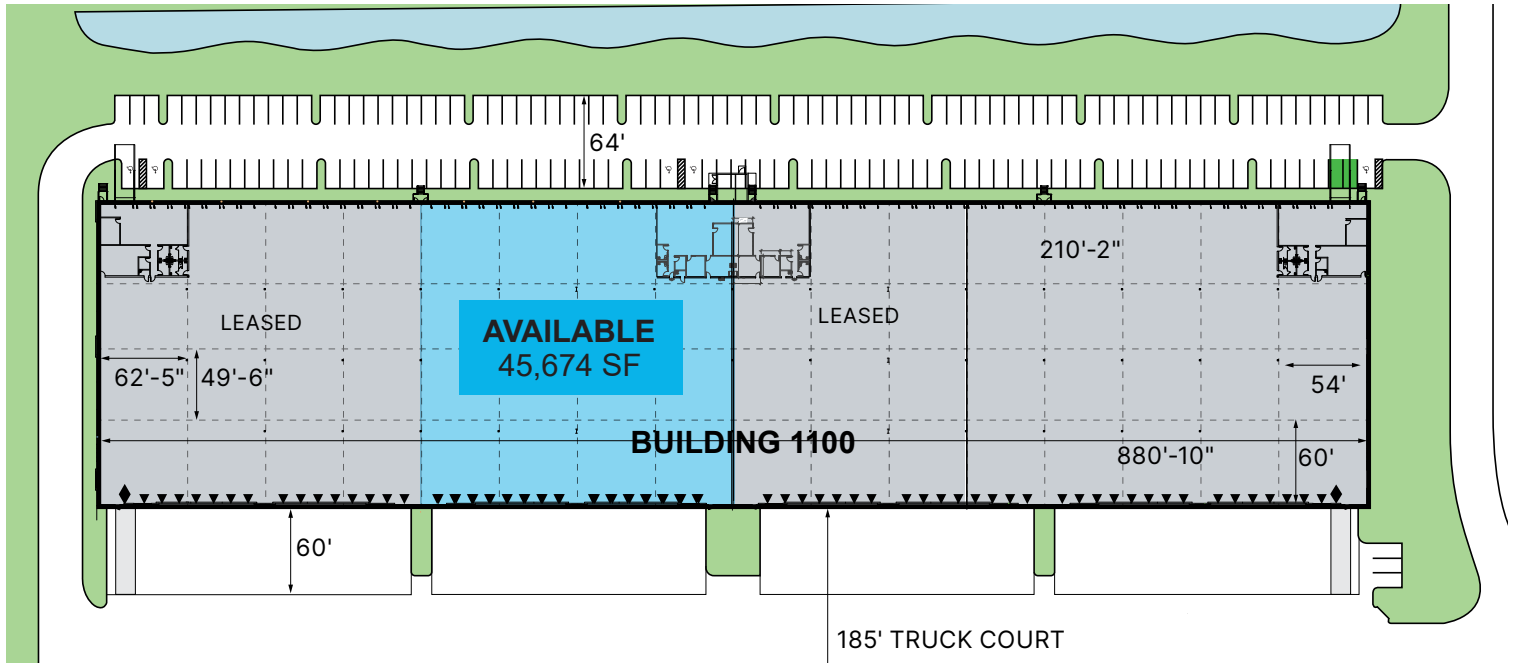 64'
210'-2"
LEASED
AVAILABLE
45,674 SF
LEASED
62'-5"
49'-6"
54'
BUILDING 1100
880'-10"
60'
60'
185' TRUCK COURT